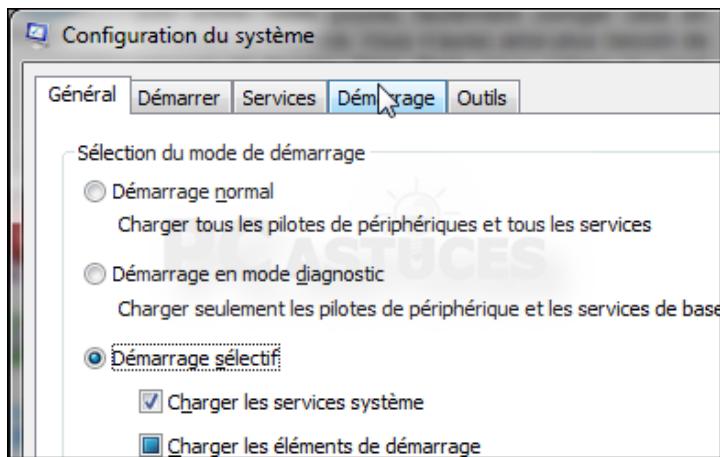 Configuration du système
Général Démarrer Services Démarrage Outils
Sélection du mode de démarrage
Démarrage normal
Charger tous les pilotes de périphériques et tous les services
PC ASTUCES
Démarrage en mode diagnostic
Charger seulement les pilotes de périphérique et les services de base
Démarrage sélectif
Charger les services système
Charger les éléments de démarrage